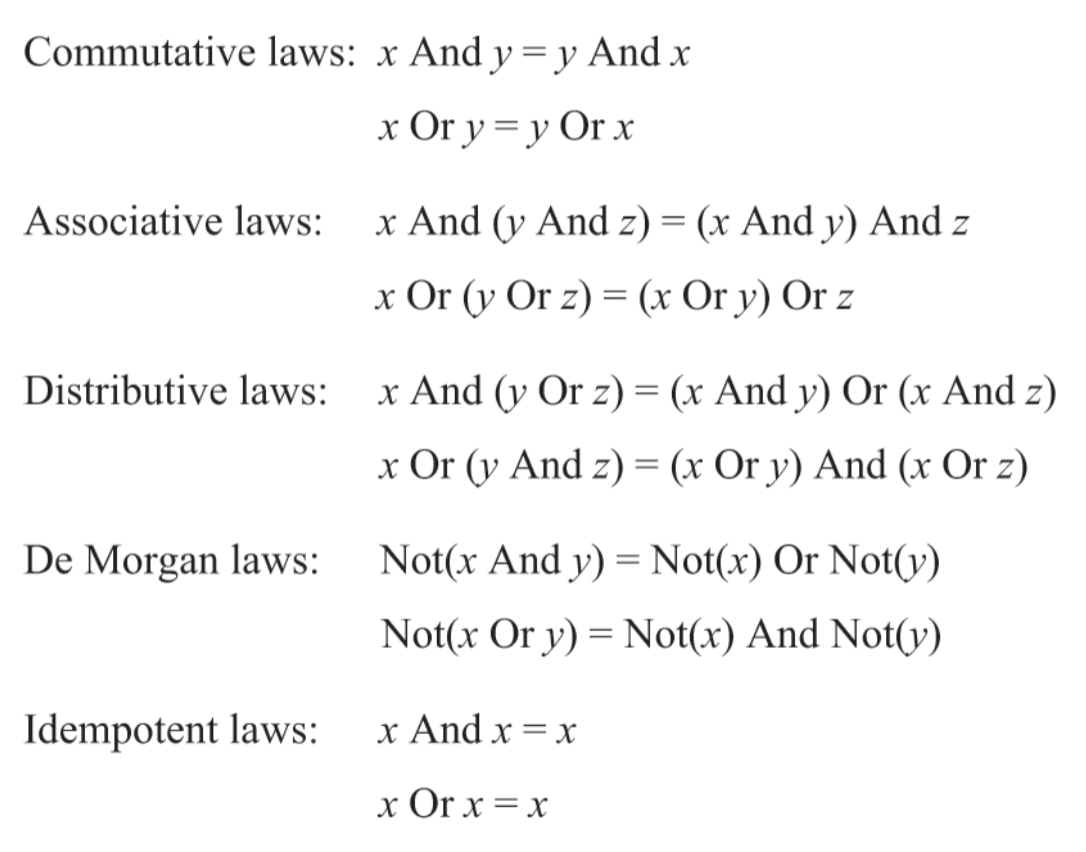 Commutative laws: x And y = y And x
x Or y = y Or x
Associative laws: x And (y And z) = (x And y) And z
x Or (y Or z) = (x Or y) Or z
Distributive laws: x And (y Or z) = (x And y) Or (x And z)
x Or (y And z) = (x Or y) And (x Or z)
De Morgan laws: Not(x And y) = Not(x) Or Not(y)
Not(x Or y) = Not(x) And Not(y)
Idempotent laws: x And x = x
x Or x = x